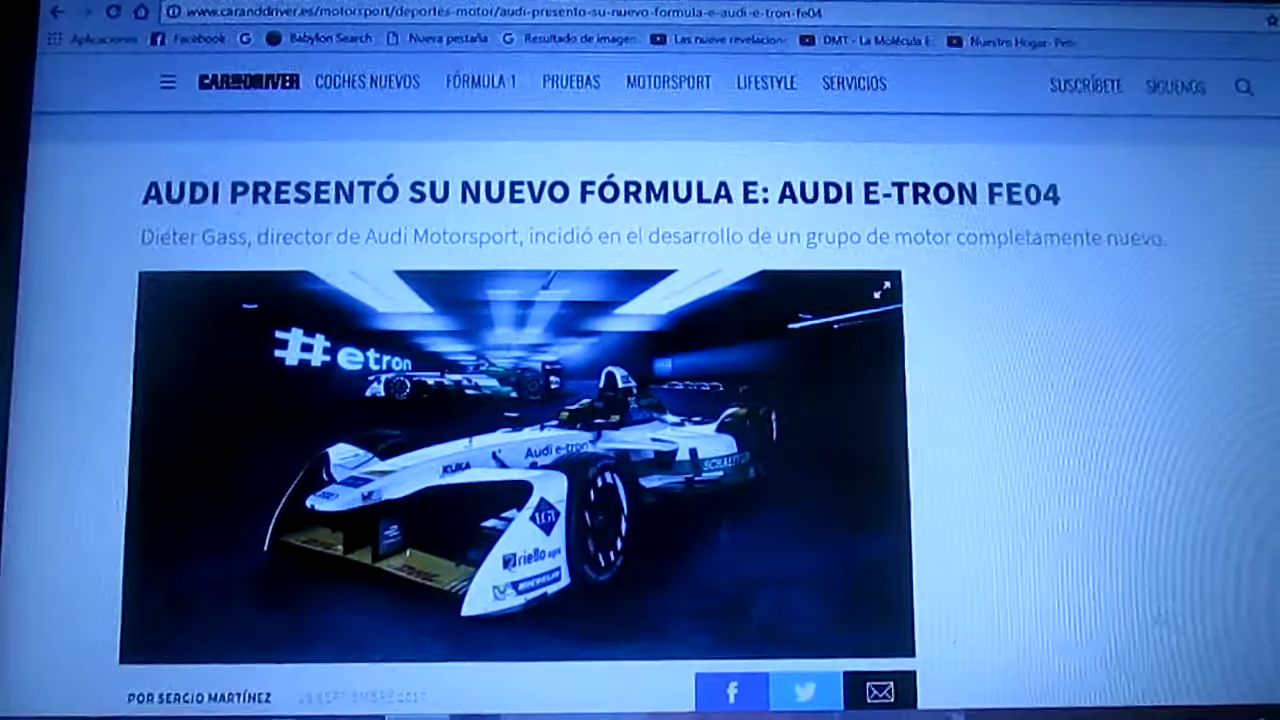 www.caranddriver.es/motorsport/deportes-motor/audi-presento-su-nuevo-formula-e-audi-e-tron-fe04
Aplicaciones Facebook Babylon Search Nueva pestaña Resultado de imagen Las nueve revelacion DMT - La Molécula E Nuestro Hogar- Pelic
CAR AND DRIVER COCHES NUEVOS FÓRMULA 1 PRUEBAS MOTORSPORT LIFESTYLE SERVICIOS SUSCRÍBETE SÍGUENOS
AUDI PRESENTÓ SU NUEVO FÓRMULA E: AUDI E-TRON FE04
Dieter Gass, director de Audi Motorsport, incidió en el desarrollo de un grupo de motor completamente nuevo.
#etron
Audi e-tron
KUKA
SCHAEFFLER
LGT
riello ups
MICHELIN
POR SERGIO MARTÍNEZ